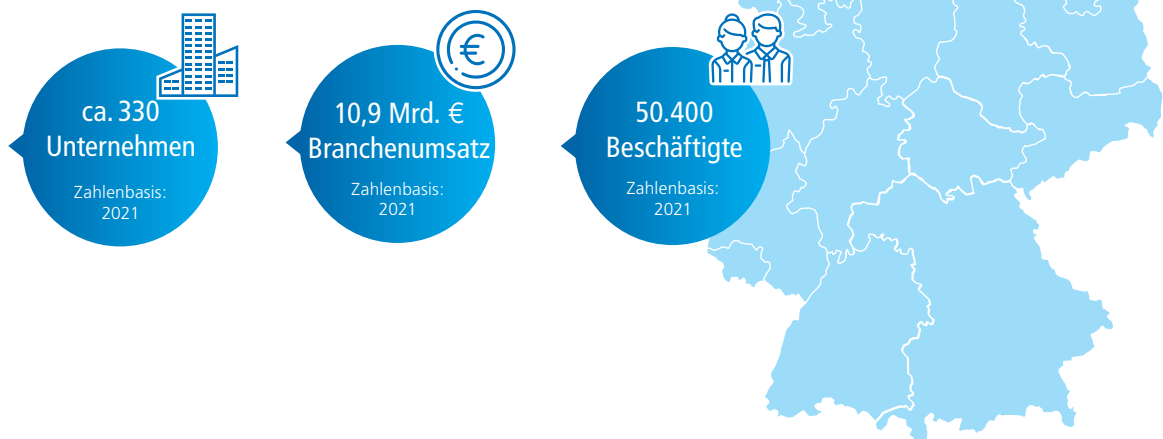 ca. 330
Unternehmen
Zahlenbasis:
2021
10,9 Mrd. €
Branchenumsatz
Zahlenbasis:
2021
50.400
Beschäftigte
Zahlenbasis:
2021